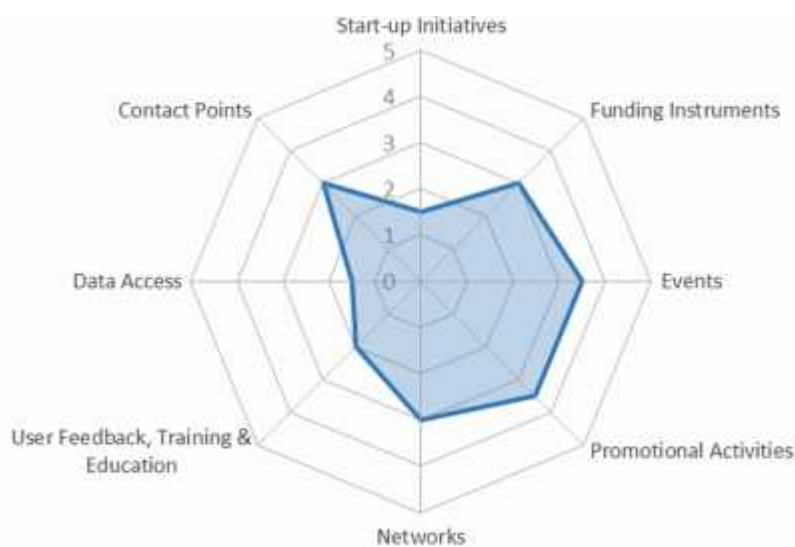 Start-up Initiatives
5
Contact Points
4
Funding Instruments
3
2
1
Data Access
0
Events
User Feedback, Training &
Education
Promotional Activities
Networks